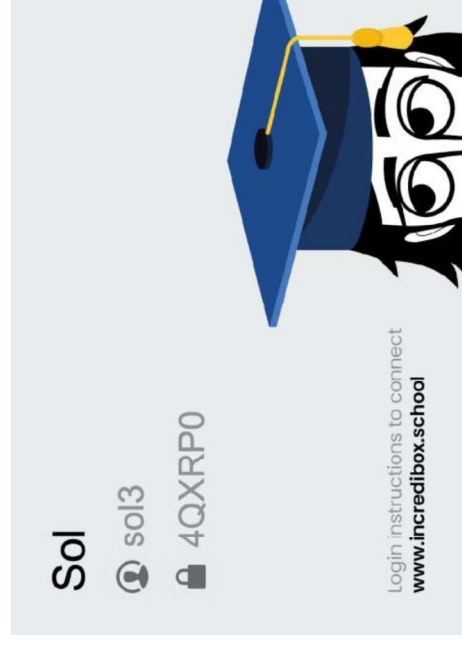 Sol
sol3
4QXRP0
Login instructions to connect
www.incredibox.school